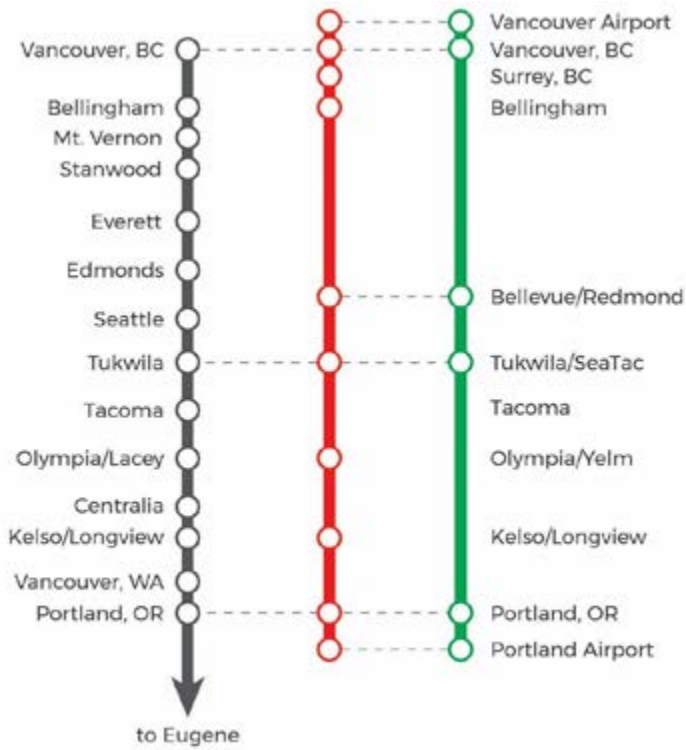 Vancouver, BC
Bellingham
Mt. Vernon
Stanwood
Everett
Edmonds
Seattle
Tukwila
Tacoma
Olympia/Lacey
Centralia
Kelso/Longview
Vancouver, WA
Portland, OR
to Eugene
Vancouver Airport
Vancouver, BC
Surrey, BC
Bellingham
Bellevue/Redmond
Tukwila/SeaTac
Tacoma
Olympia/Yelm
Kelso/Longview
Portland, OR
Portland Airport